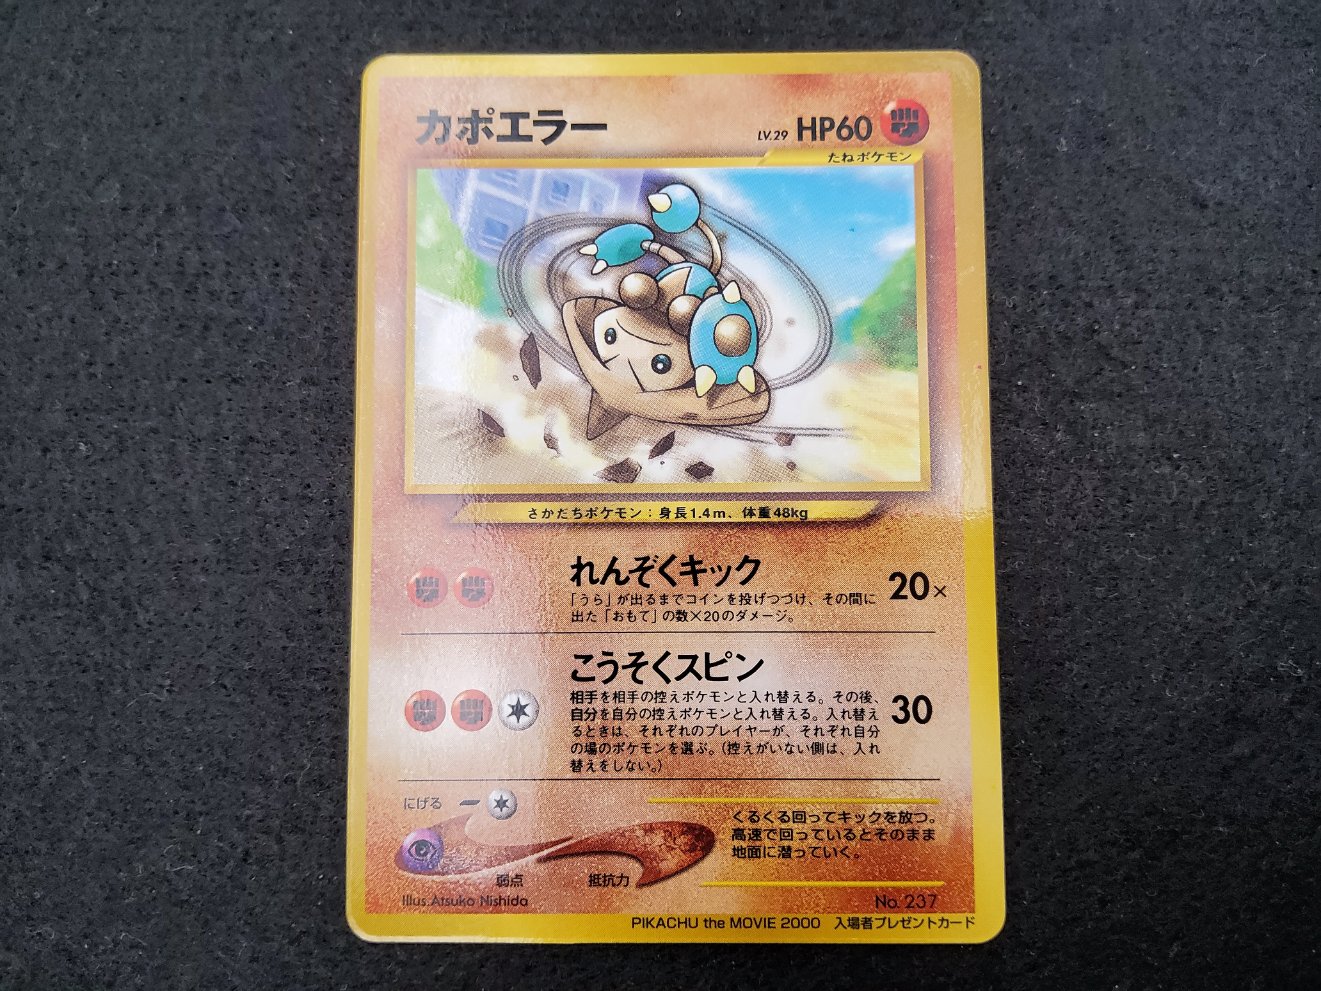 カポエラー LV.29 HP60
たねポケモン
さかだちポケモン：身長1.4m、体重48kg
れんぞくキック 20×
「うら」が出るまでコインを投げつづけ、その間に
出た「おもて」の数×20のダメージ。
こうそくスピン 30
相手を相手の控えポケモンと入れ替える。その後、
自分を自分の控えポケモンと入れ替える。入れ替え
るときは、それぞれのプレイヤーが、それぞれ自分
の場のポケモンを選ぶ。（控えがいない側は、入れ
替えをしない。）
にげる
弱点 抵抗力
くるくる回ってキックを放つ。
高速で回っているとそのまま
地面に潜っていく。
Illus.Atsuko Nishida No. 237
PIKACHU the MOVIE 2000 入場者プレゼントカード